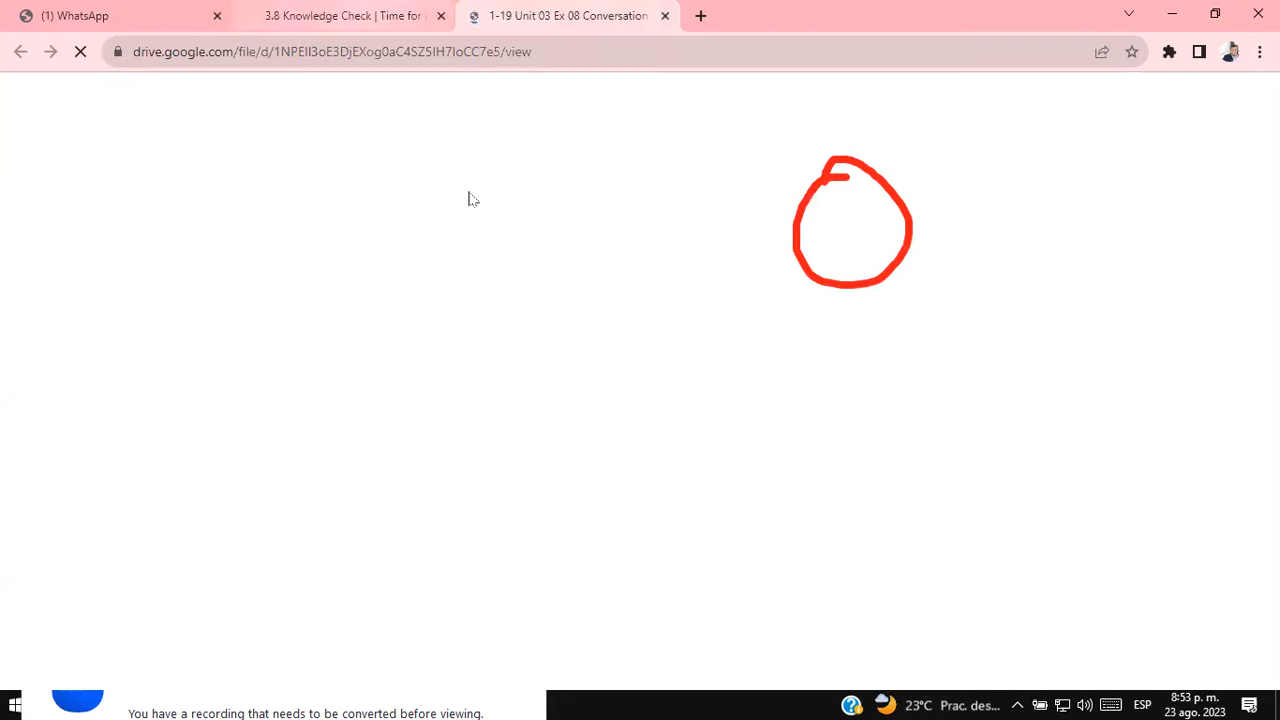 (1) WhatsApp
3.8 Knowledge Check | Time for
1-19 Unit 03 Ex 08 Conversation
drive.google.com/file/d/1NPEII3oE3DjEXog0aC4SZ5IH7IoCC7e5/view
You have a recording that needs to be converted before viewing.
23°C Prac. des...
ESP
8:53 p. m.
23 ago. 2023